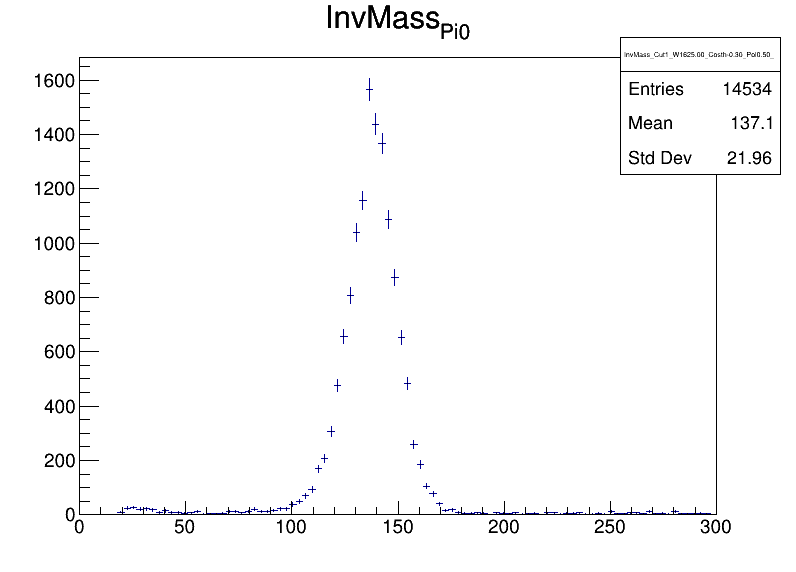 InvMass_Pi0
InvMass_Cut1_W1625.00_Costh-0.30_Pol0.50_
Entries 14534
Mean 137.1
Std Dev 21.96
1600
1400
1200
1000
800
600
400
200
0
0 50 100 150 200 250 300